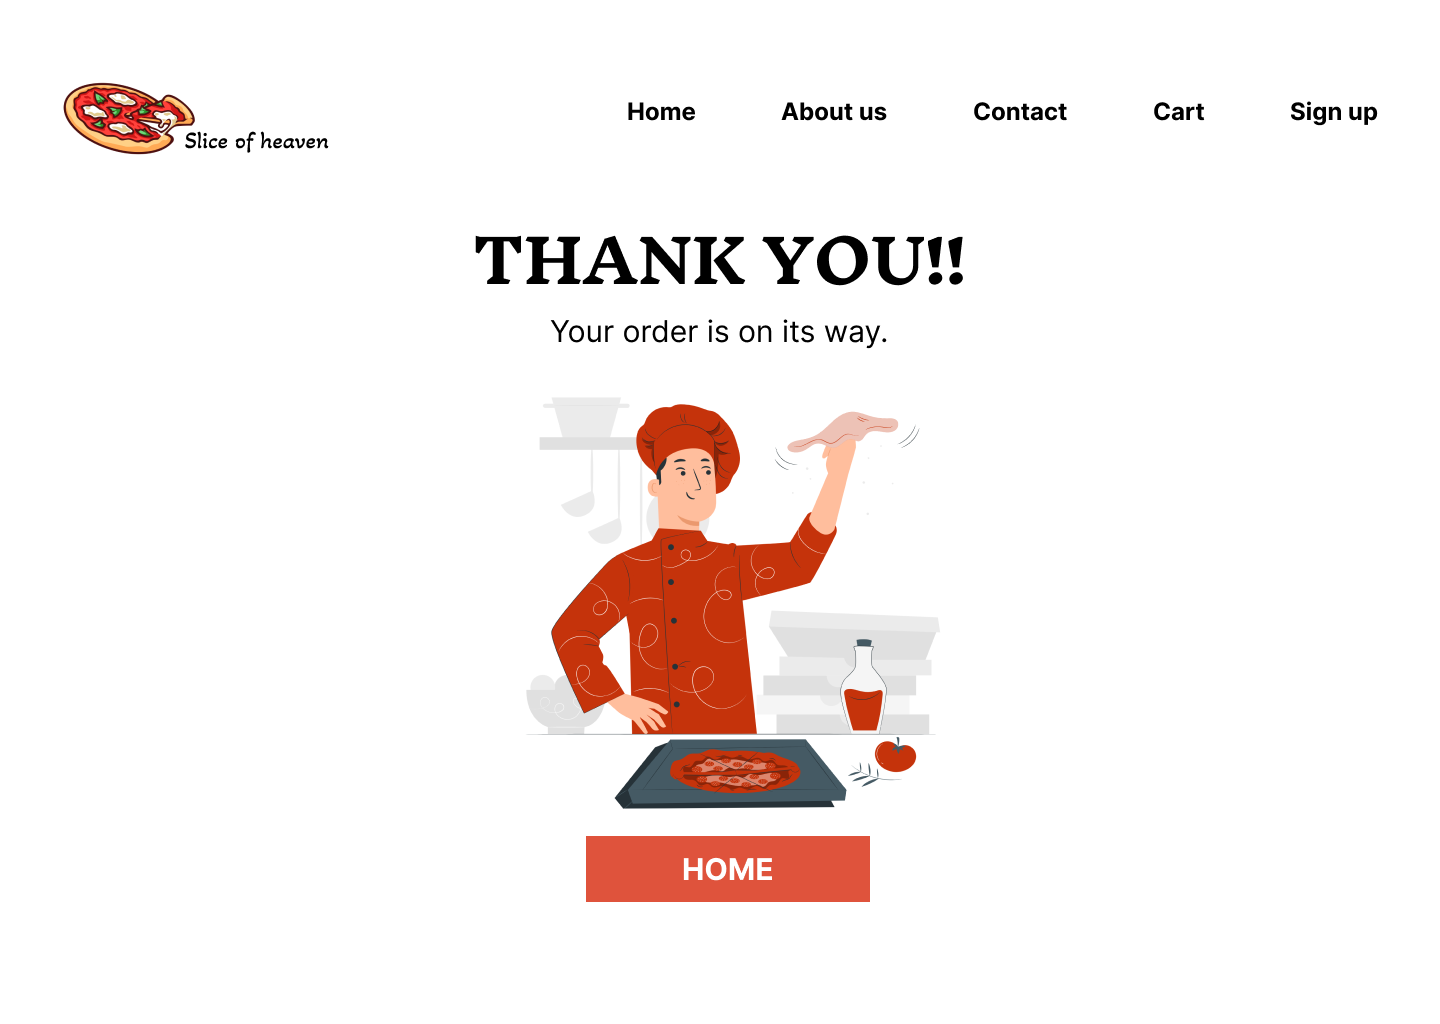 Slice of heaven
Home About us Contact Cart Sign up
THANK YOU!!
Your order is on its way.
HOME